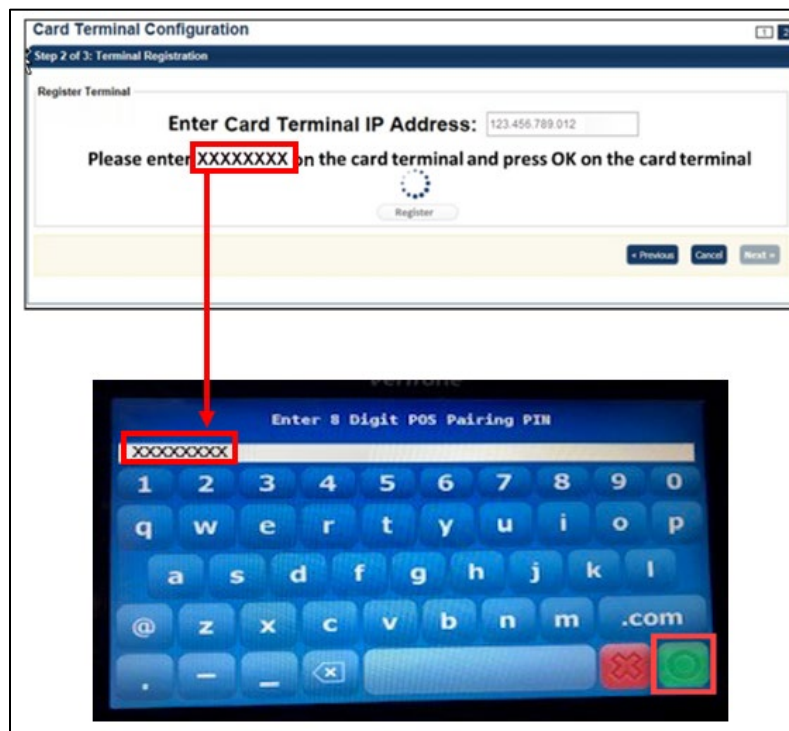 Card Terminal Configuration
1 2
Step 2 of 3: Terminal Registration
Register Terminal
Enter Card Terminal IP Address: 123.456.789.012
Please enter XXXXXXXX on the card terminal and press OK on the card terminal
Register
< Previous Cancel Next »
Enter 8 Digit POS Pairing PIN
XXXXXXXX
1 2 3 4 5 6 7 8 9 0
q w e r t y u i o p
a s d f g h j k l
@ z x c v b n m .com
. - _